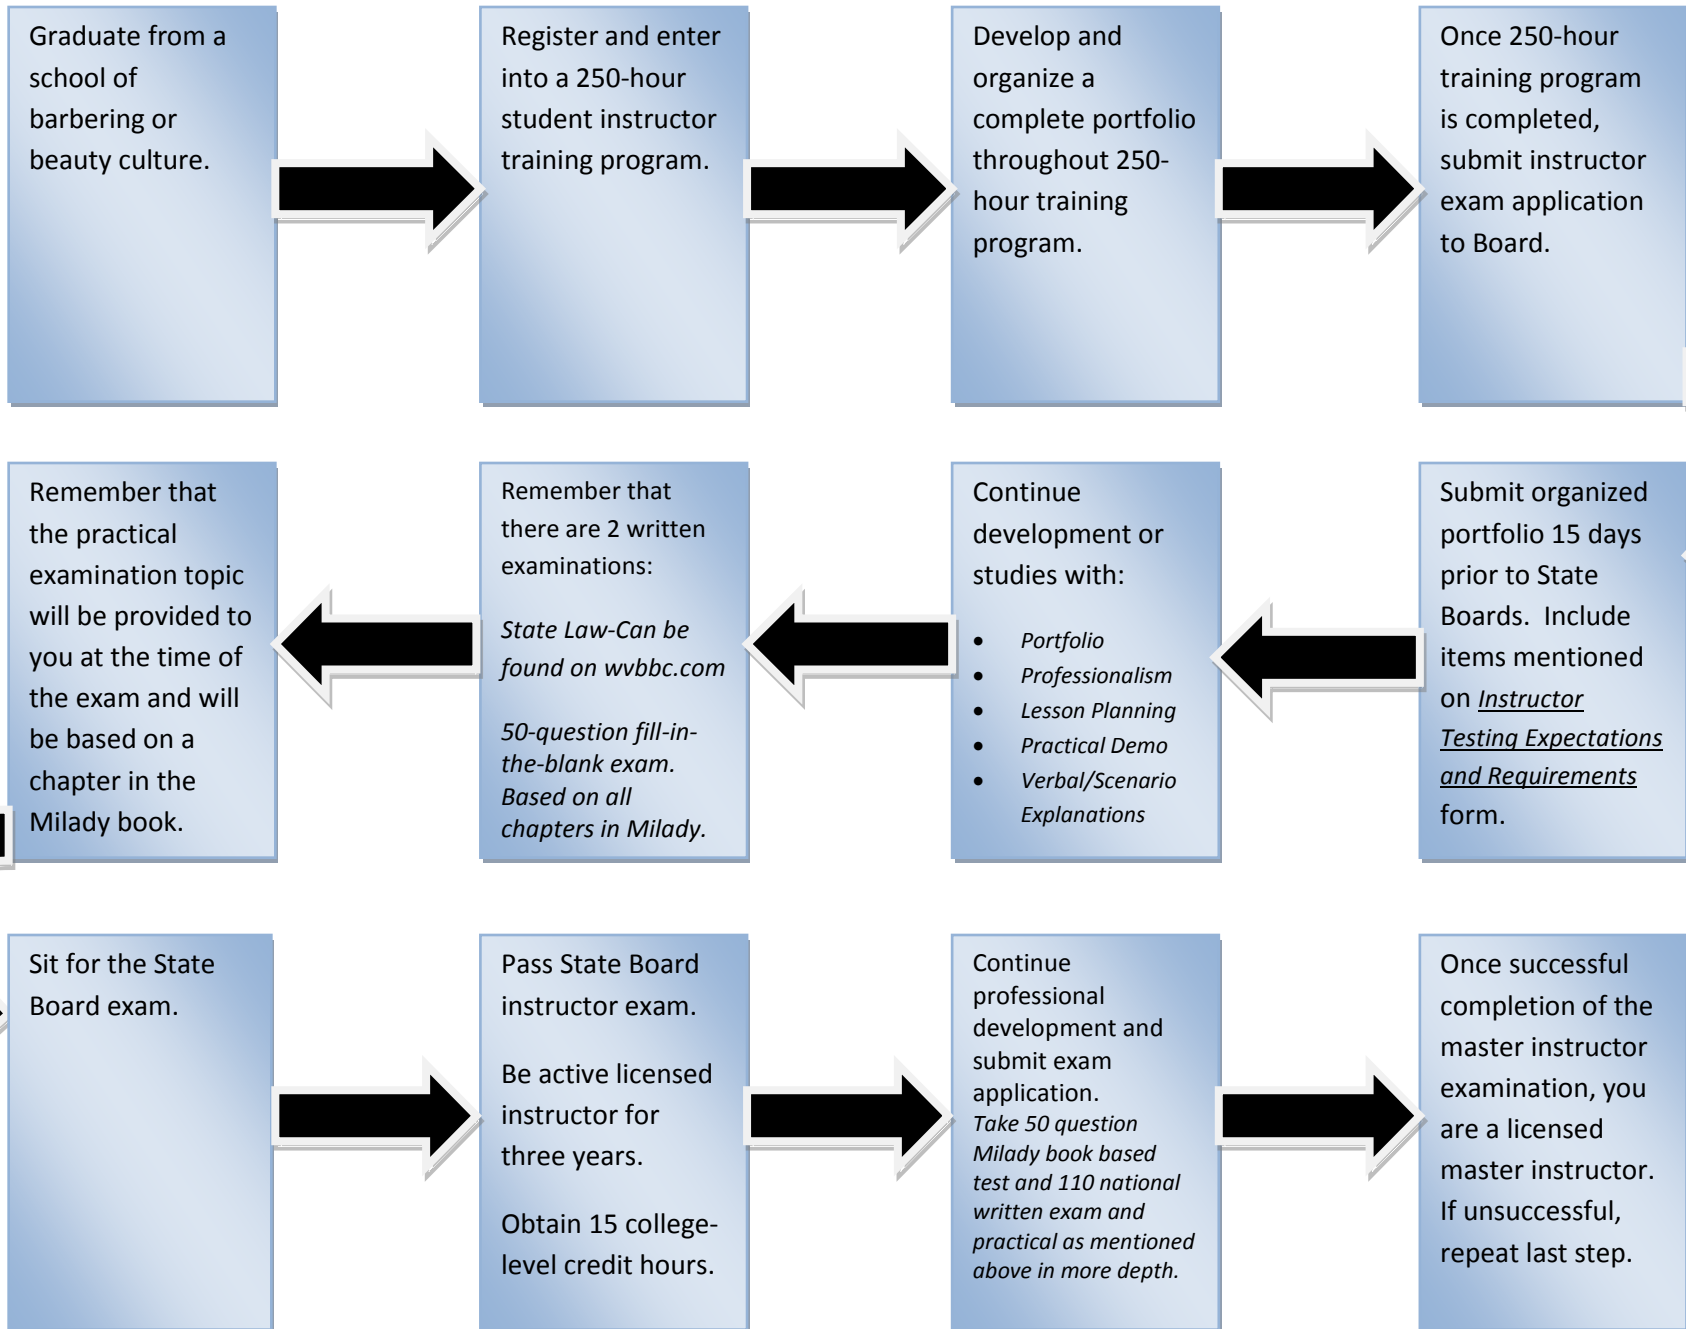 Graduate from a
school of
barbering or
beauty culture.
Register and enter
into a 250-hour
student instructor
training program.
Develop and
organize a
complete portfolio
throughout 250-
hour training
program.
Once 250-hour
training program
is completed,
submit instructor
exam application
to Board.
Submit organized
portfolio 15 days
prior to State
Boards.  Include
items mentioned
on Instructor
Testing Expectations
and Requirements
form.
Continue
development or
studies with:
• Portfolio
• Professionalism
• Lesson Planning
• Practical Demo
• Verbal/Scenario
Explanations
Remember that
there are 2 written
examinations:
State Law-Can be
found on wvbbc.com
50-question fill-in-
the-blank exam.
Based on all
chapters in Milady.
Remember that
the practical
examination topic
will be provided to
you at the time of
the exam and will
be based on a
chapter in the
Milady book.
Sit for the State
Board exam.
Pass State Board
instructor exam.
Be active licensed
instructor for
three years.
Obtain 15 college-
level credit hours.
Continue
professional
development and
submit exam
application.
Take 50 question
Milady book based
test and 110 national
written exam and
practical as mentioned
above in more depth.
Once successful
completion of the
master instructor
examination, you
are a licensed
master instructor.
If unsuccessful,
repeat last step.